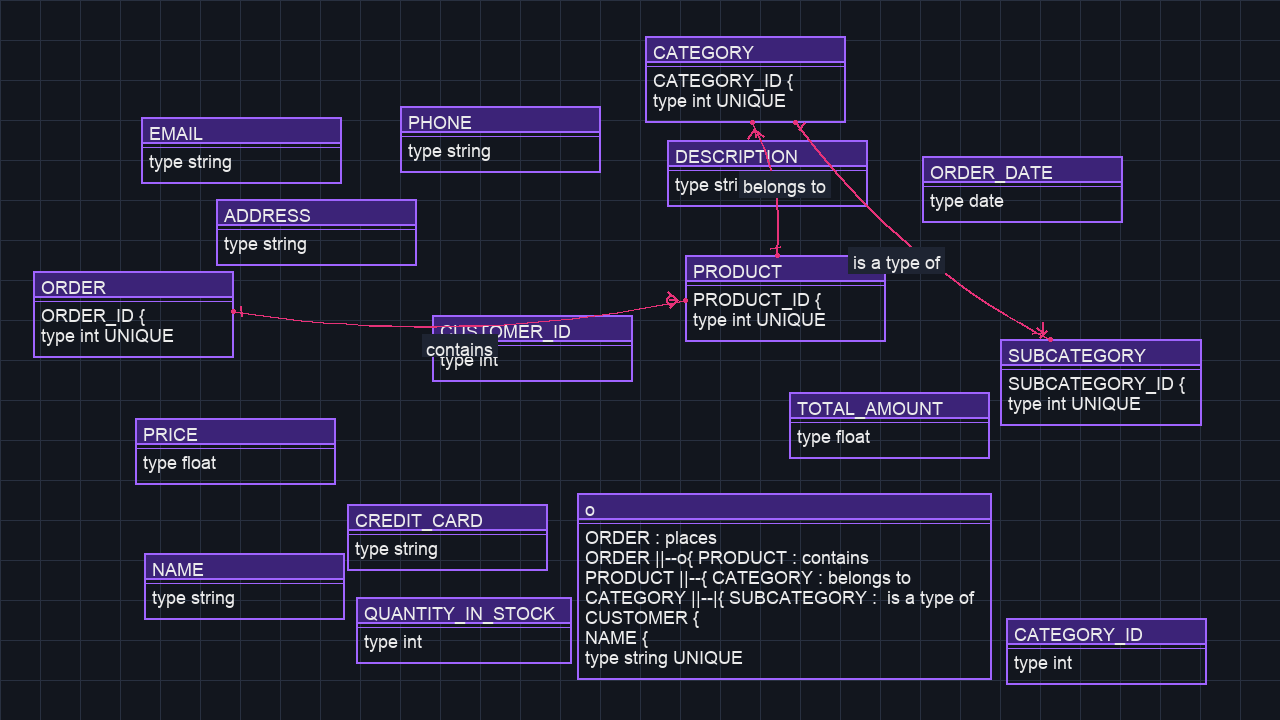 CATEGORY
CATEGORY_ID {
type int UNIQUE
EMAIL
type string
PHONE
type string
DESCRIPTION
type stri
belongs to
ORDER_DATE
type date
ADDRESS
type string
ORDER
ORDER_ID {
type int UNIQUE
PRODUCT
PRODUCT_ID {
type int UNIQUE
is a type of
CUSTOMER_ID
type int
contains
SUBCATEGORY
SUBCATEGORY_ID {
type int UNIQUE
TOTAL_AMOUNT
type float
PRICE
type float
CREDIT_CARD
type string
NAME
type string
QUANTITY_IN_STOCK
type int
o
ORDER : places
ORDER ||--o{ PRODUCT : contains
PRODUCT ||--{ CATEGORY : belongs to
CATEGORY ||--|{ SUBCATEGORY :  is a type of
CUSTOMER {
NAME {
type string UNIQUE
CATEGORY_ID
type int